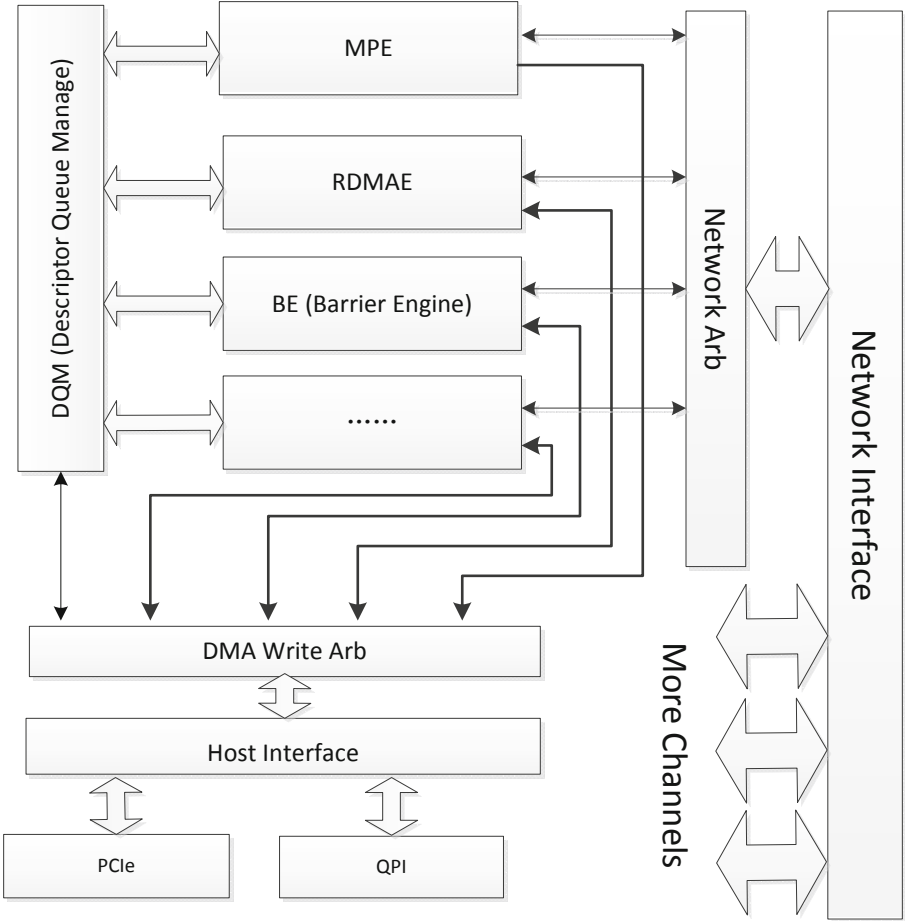 MPE
DQM (Descriptor Queue Manage)
RDMAE
BE (Barrier Engine)
……
Network Arb
Network Interface
DMA Write Arb
Host Interface
PCIe
QPI
More Channels